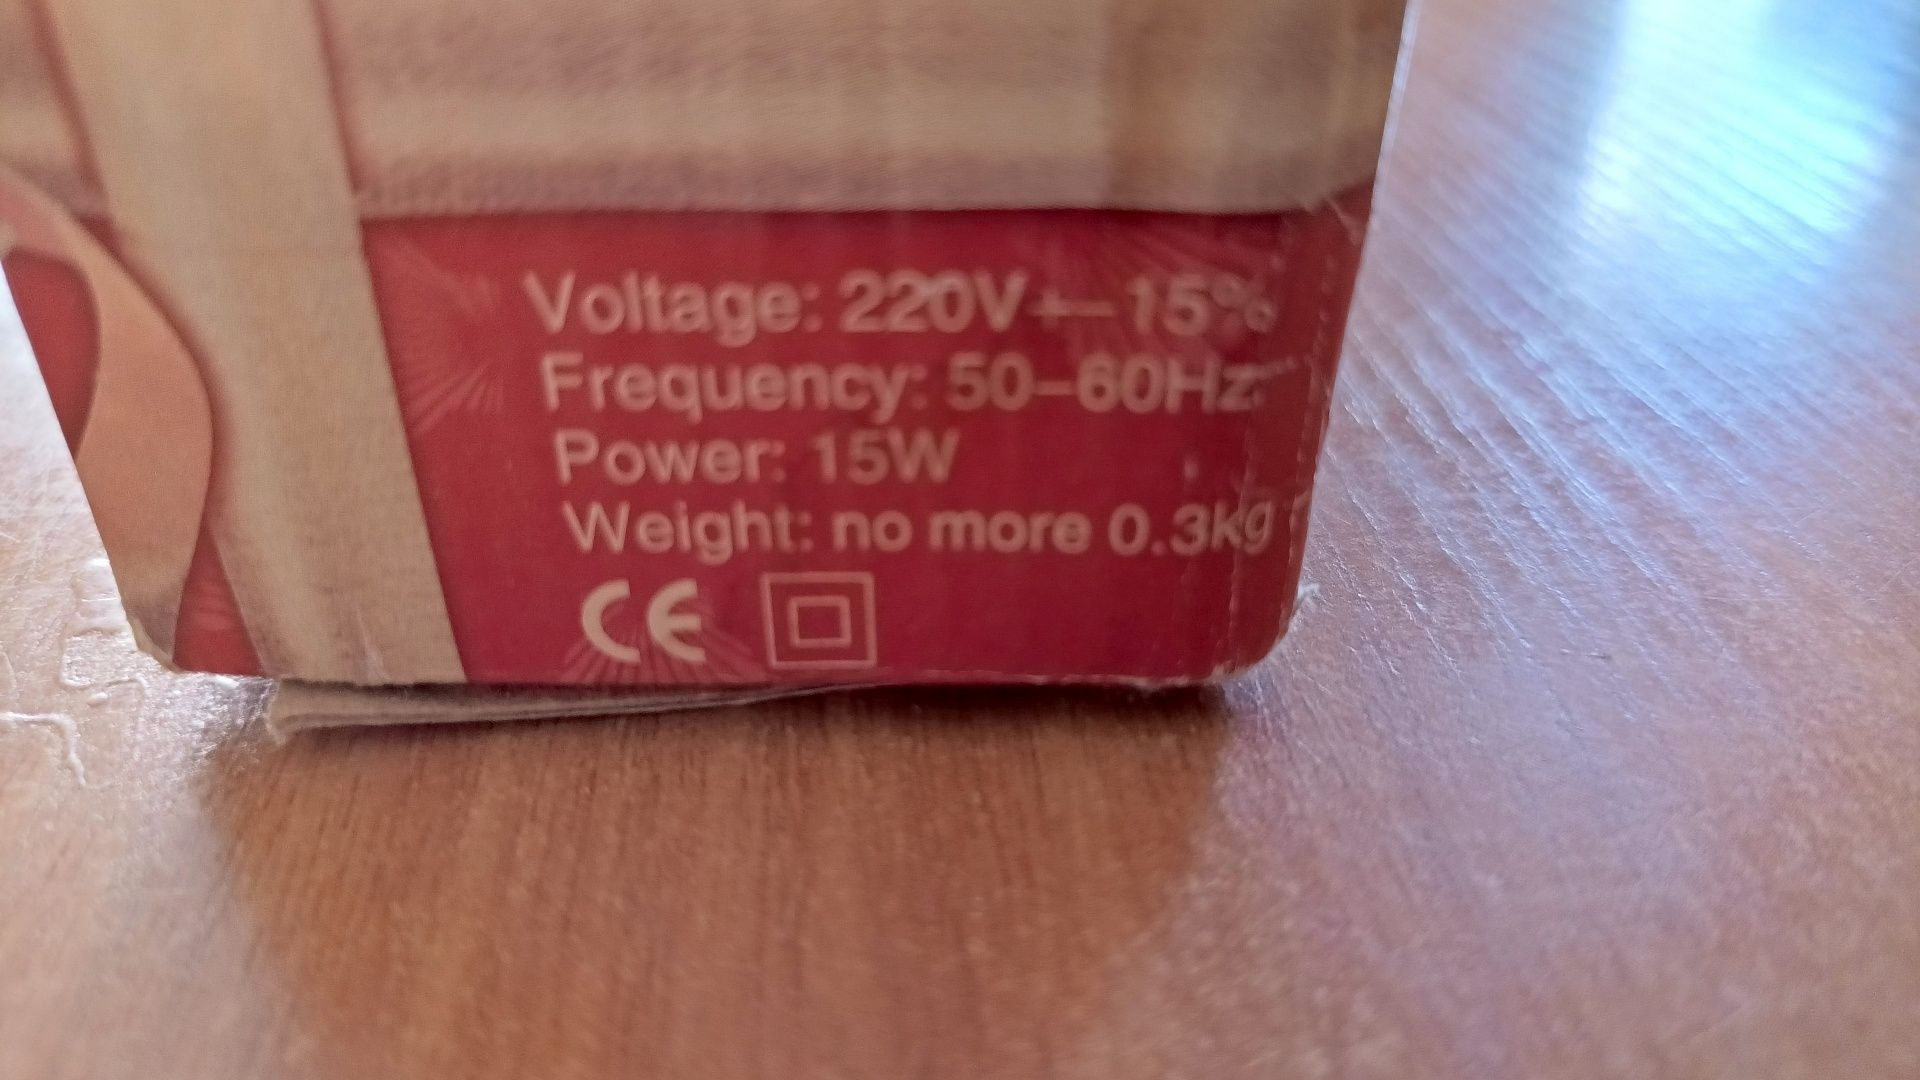 Voltage: 220V+—15%
Frequency: 50–60Hz
Power: 15W
Weight: no more 0.3kg
CE